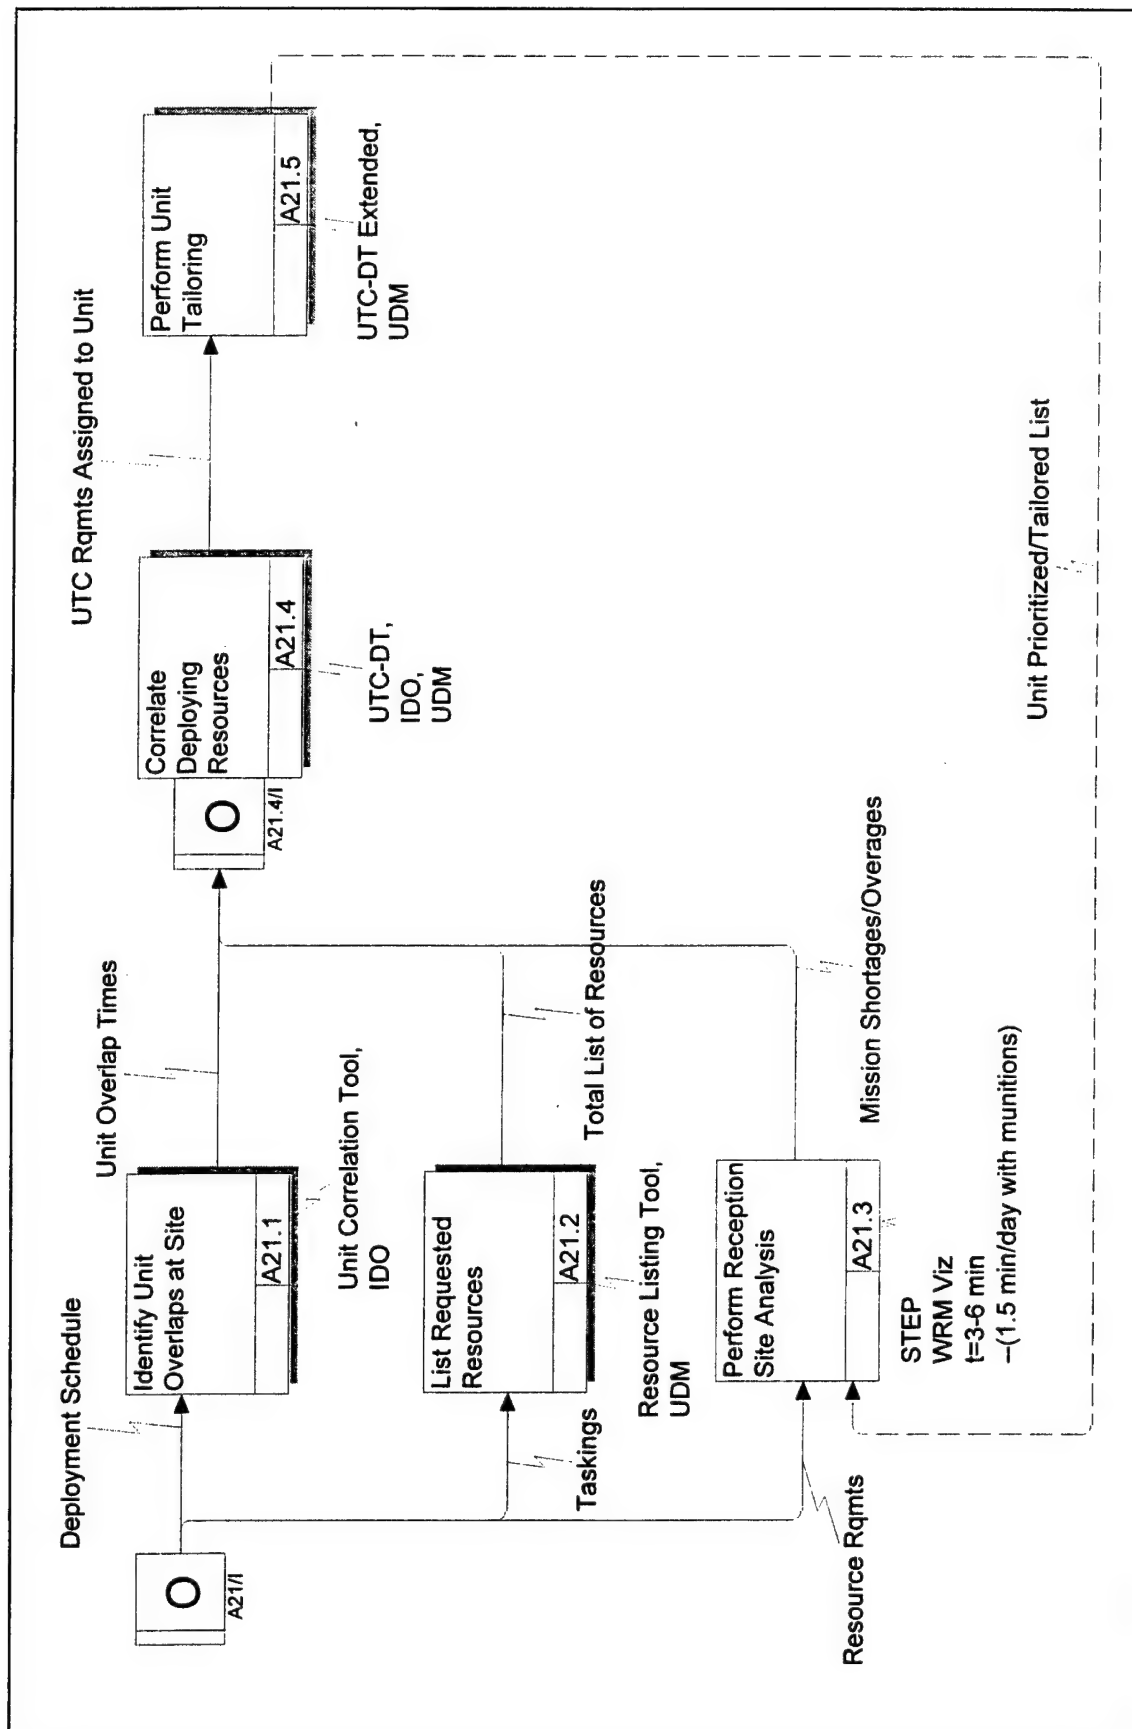 Deployment Schedule
Unit Overlap Times
UTC Rqmts Assigned to Unit
O
A21/I
Identify Unit
Overlaps at Site
A21.1
Unit Correlation Tool,
IDO
O
A21.4/I
Correlate
Deploying
Resources
A21.4
UTC-DT,
IDO,
UDM
Perform Unit
Tailoring
A21.5
UTC-DT Extended,
UDM
Taskings
List Requested
Resources
A21.2
Resource Listing Tool,
UDM
Total List of Resources
Resource Rqmts
Perform Reception
Site Analysis
A21.3
STEP
WRM Viz
t=3-6 min
--(1.5 min/day with munitions)
Mission Shortages/Overages
Unit Prioritized/Tailored List